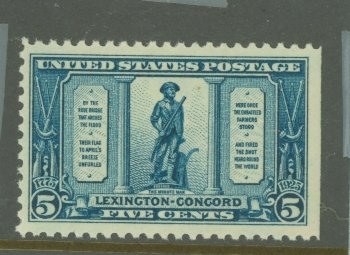 UNITED STATES POSTAGE
BY THE
RUDE BRIDGE
THAT ARCHED
THE FLOOD
THEIR FLAG
TO APRIL'S
BREEZE
UNFURLED
HERE ONCE
THE EMBATTLED
FARMERS
STOOD
AND FIRED
THE SHOT
HEARD ROUND
THE WORLD
1775
1925
THE MINUTE MAN
5 LEXINGTON-CONCORD 5
FIVE CENTS